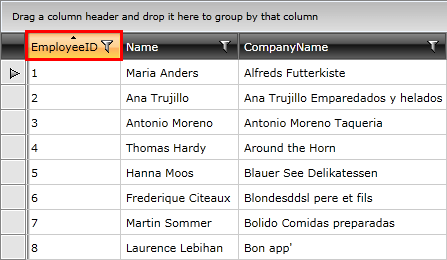 Drag a column header and drop it here to group by that column
EmployeeID Name CompanyName
1 Maria Anders Alfreds Futterkiste
2 Ana Trujillo Ana Trujillo Emparedados y helados
3 Antonio Moreno Antonio Moreno Taqueria
4 Thomas Hardy Around the Horn
5 Hanna Moos Blauer See Delikatessen
6 Frederique Citeaux Blondesddsl pere et fils
7 Martin Sommer Bolido Comidas preparadas
8 Laurence Lebihan Bon app'